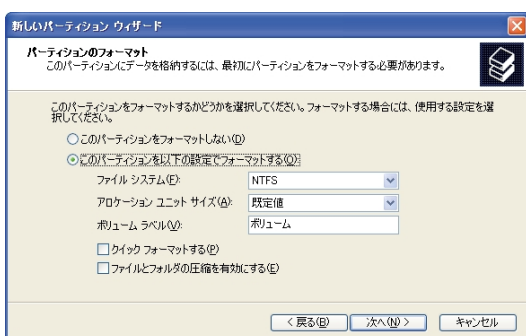 新しいパーティション ウィザード
パーティションのフォーマット
このパーティションにデータを格納するには、最初にパーティションをフォーマットする必要があります。
このパーティションをフォーマットするかどうかを選択してください。フォーマットする場合には、使用する設定を選
択してください。
このパーティションをフォーマットしない(D)
このパーティションを以下の設定でフォーマットする(O):
ファイル システム(F): NTFS
アロケーション ユニット サイズ(A): 既定値
ボリューム ラベル(V): ボリューム
クイック フォーマットする(P)
ファイルとフォルダの圧縮を有効にする(E)
< 戻る(B) 次へ(N) > キャンセル